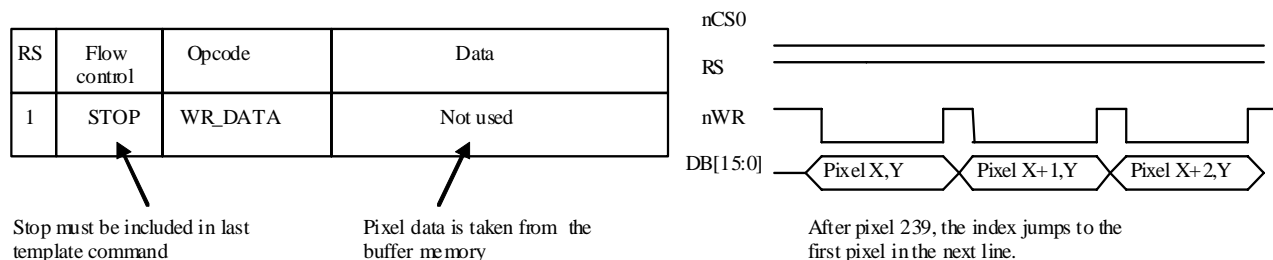 RS Flow control Opcode Data
1 STOP WR_DATA Not used
Stop must be included in last
template command
Pixel data is taken from the
buffer memory
nCS0
RS
nWR
DB[15:0]
Pixel X,Y Pixel X+1,Y Pixel X+2,Y
After pixel 239, the index jumps to the
first pixel in the next line.